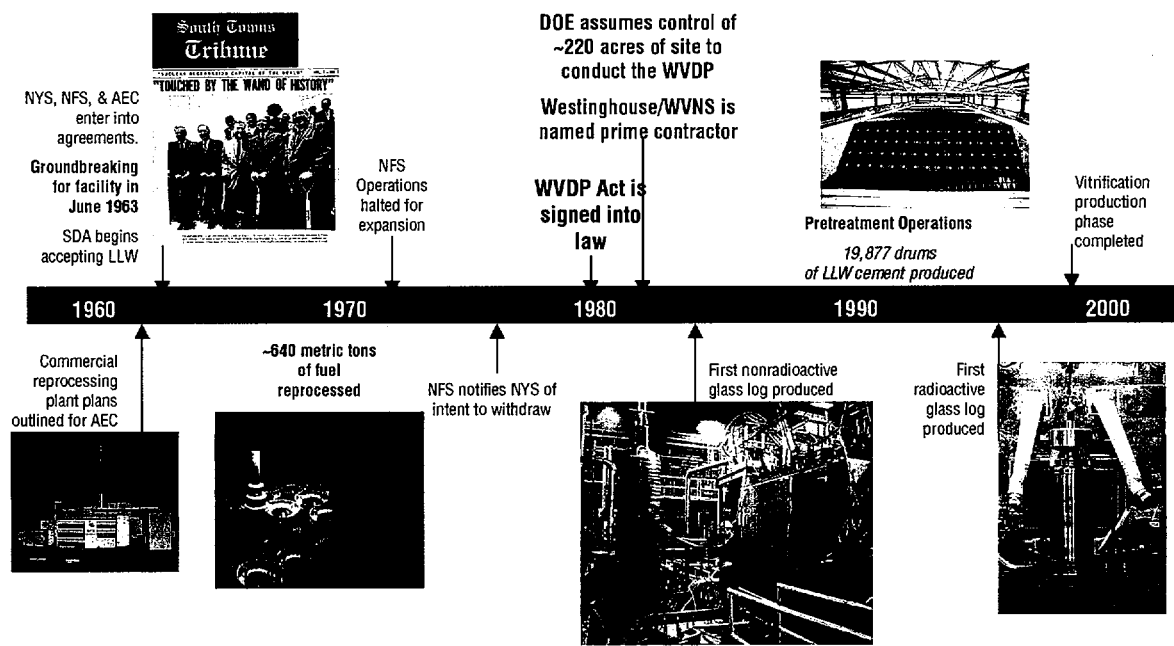 South Towns
Tribune
"TOUCHED BY THE WAND OF HISTORY"
NYS, NFS, & AEC
enter into
agreements.
Groundbreaking
for facility in
June 1963
SDA begins
accepting LLW
NFS
Operations
halted for
expansion
DOE assumes control of
~220 acres of site to
conduct the WVDP
Westinghouse/WVNS is
named prime contractor
WVDP Act is
signed into
law
Pretreatment Operations
19,877 drums
of LLW cement produced
Vitrification
production
phase
completed
1960
1970
1980
1990
2000
Commercial
reprocessing
plant plans
outlined for AEC
~640 metric tons
of fuel
reprocessed
NFS notifies NYS of
intent to withdraw
First nonradioactive
glass log produced
First
radioactive
glass log
produced